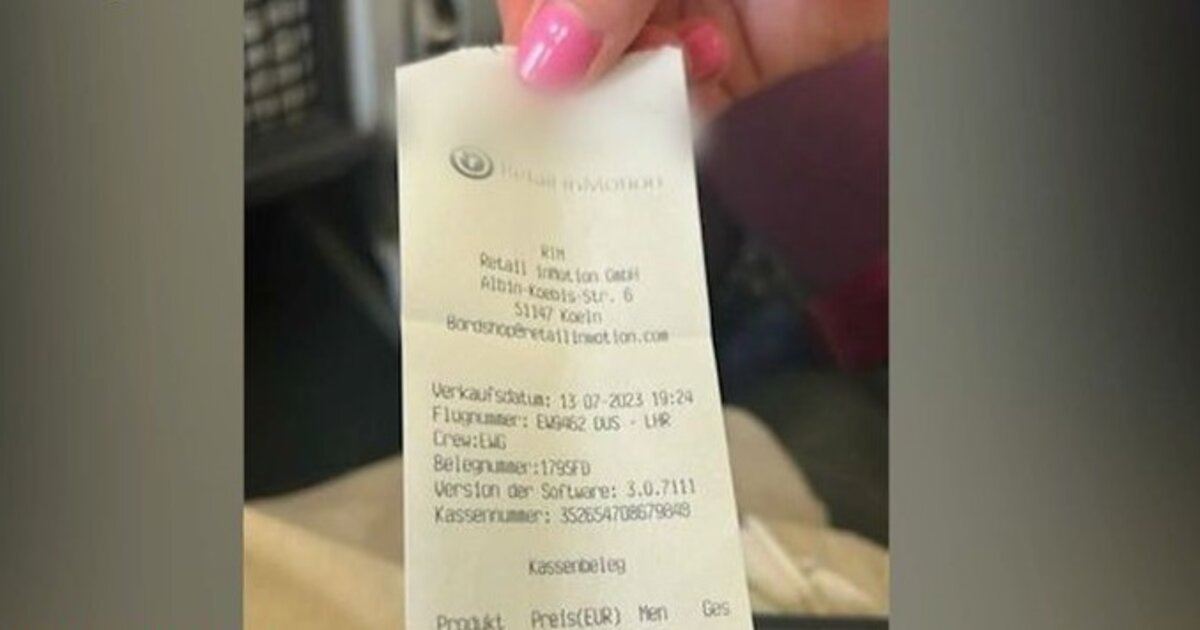 Retail inMotion
RIM
Retail inMotion GmbH
Albin-Koebis-Str. 6
51147 Koeln
Bordshop@retailinmotion.com
Verkaufsdatum: 13-07-2023 19:24
Flugnummer: EW9462 DUS - LHR
Crew:EWG
Belegnummer:1795FD
Version der Software: 3.0.7111
Kassennummer: 352654708679848
Kassenbeleg
Produkt Preis(EUR) Men Ges